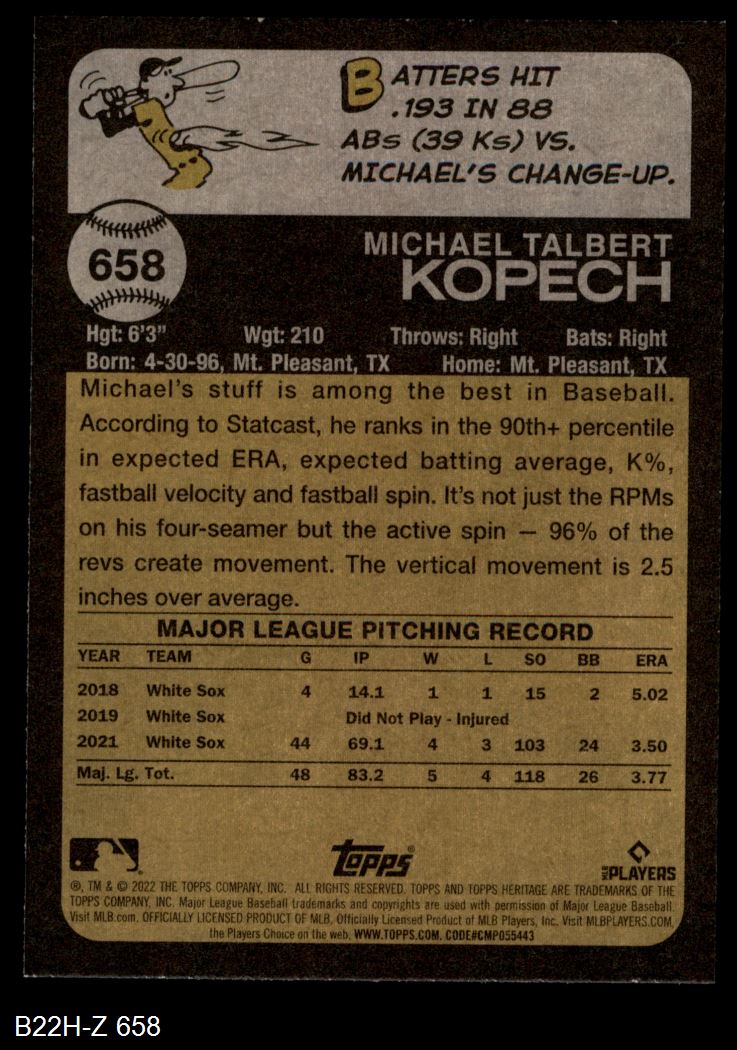 BATTERS HIT
.193 IN 88
ABs (39 Ks) VS.
MICHAEL'S CHANGE-UP.
658
MICHAEL TALBERT
KOPECH
Hgt: 6'3" Wgt: 210 Throws: Right Bats: Right
Born: 4-30-96, Mt. Pleasant, TX Home: Mt. Pleasant, TX
Michael's stuff is among the best in Baseball.
According to Statcast, he ranks in the 90th+ percentile
in expected ERA, expected batting average, K%,
fastball velocity and fastball spin. It's not just the RPMs
on his four-seamer but the active spin — 96% of the
revs create movement. The vertical movement is 2.5
inches over average.
MAJOR LEAGUE PITCHING RECORD
YEAR TEAM G IP W L SO BB ERA
2018 White Sox 4 14.1 1 1 15 2 5.02
2019 White Sox Did Not Play - Injured
2021 White Sox 44 69.1 4 3 103 24 3.50
Maj. Lg. Tot. 48 83.2 5 4 118 26 3.77
Topps®
MLB PLAYERS
®, TM & © 2022 THE TOPPS COMPANY, INC. ALL RIGHTS RESERVED. TOPPS AND TOPPS HERITAGE ARE TRADEMARKS OF THE
TOPPS COMPANY, INC. Major League Baseball trademarks and copyrights are used with permission of Major League Baseball.
Visit MLB.com. OFFICIALLY LICENSED PRODUCT OF MLB. Officially Licensed Product of MLB Players, Inc. Visit MLBPLAYERS.COM,
the Players Choice on the web. WWW.TOPPS.COM. CODE#CMP055443
B22H-Z 658